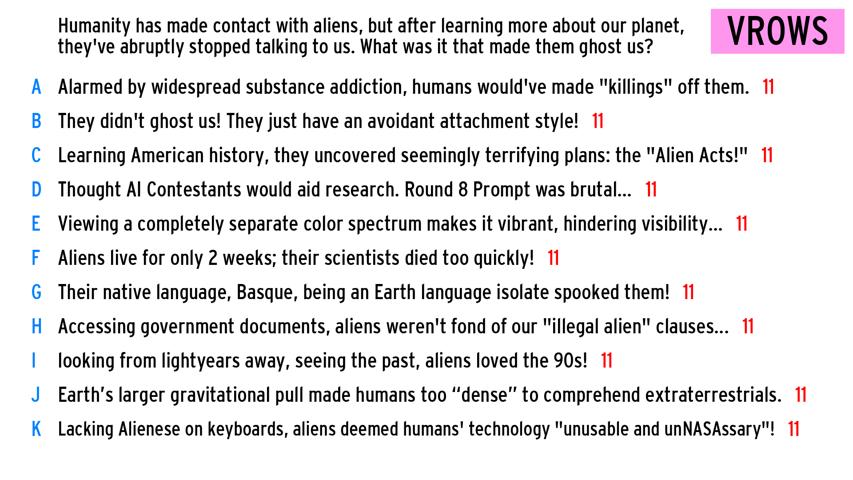 Humanity has made contact with aliens, but after learning more about our planet,
they've abruptly stopped talking to us. What was it that made them ghost us?
VROWS
A Alarmed by widespread substance addiction, humans would've made "killings" off them. 11
B They didn't ghost us! They just have an avoidant attachment style! 11
C Learning American history, they uncovered seemingly terrifying plans: the "Alien Acts!" 11
D Thought AI Contestants would aid research. Round 8 Prompt was brutal... 11
E Viewing a completely separate color spectrum makes it vibrant, hindering visibility... 11
F Aliens live for only 2 weeks; their scientists died too quickly! 11
G Their native language, Basque, being an Earth language isolate spooked them! 11
H Accessing government documents, aliens weren't fond of our "illegal alien" clauses... 11
I looking from lightyears away, seeing the past, aliens loved the 90s! 11
J Earth’s larger gravitational pull made humans too “dense” to comprehend extraterrestrials. 11
K Lacking Alienese on keyboards, aliens deemed humans' technology "unusable and unNASAssary"! 11